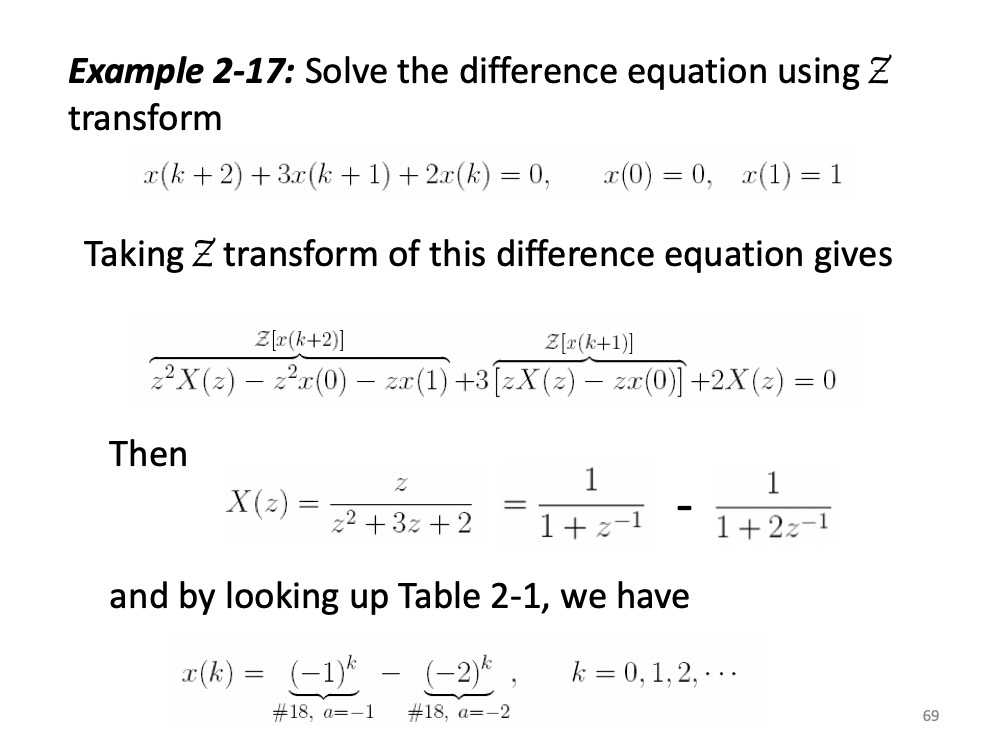 Example 2-17: Solve the difference equation using 𝒵
transform
x(k + 2) + 3x(k + 1) + 2x(k) = 0, x(0) = 0, x(1) = 1
Taking 𝒵 transform of this difference equation gives
𝒵[x(k+2)] 𝒵[x(k+1)]
z²X(z) − z²x(0) − zx(1) +3 [zX(z) − zx(0)] +2X(z) = 0
Then
X(z) = z / (z² + 3z + 2) = 1 / (1 + z⁻¹) - 1 / (1 + 2z⁻¹)
and by looking up Table 2-1, we have
x(k) = (−1)ᵏ − (−2)ᵏ , k = 0, 1, 2, ···
#18, a=−1 #18, a=−2
69